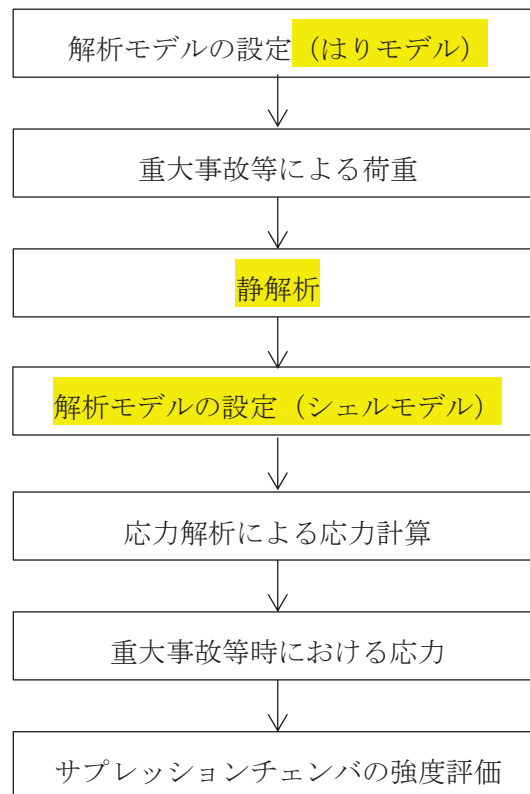 解析モデルの設定（はりモデル）
重大事故等による荷重
静解析
解析モデルの設定（シェルモデル）
応力解析による応力計算
重大事故等時における応力
サプレッションチェンバの強度評価